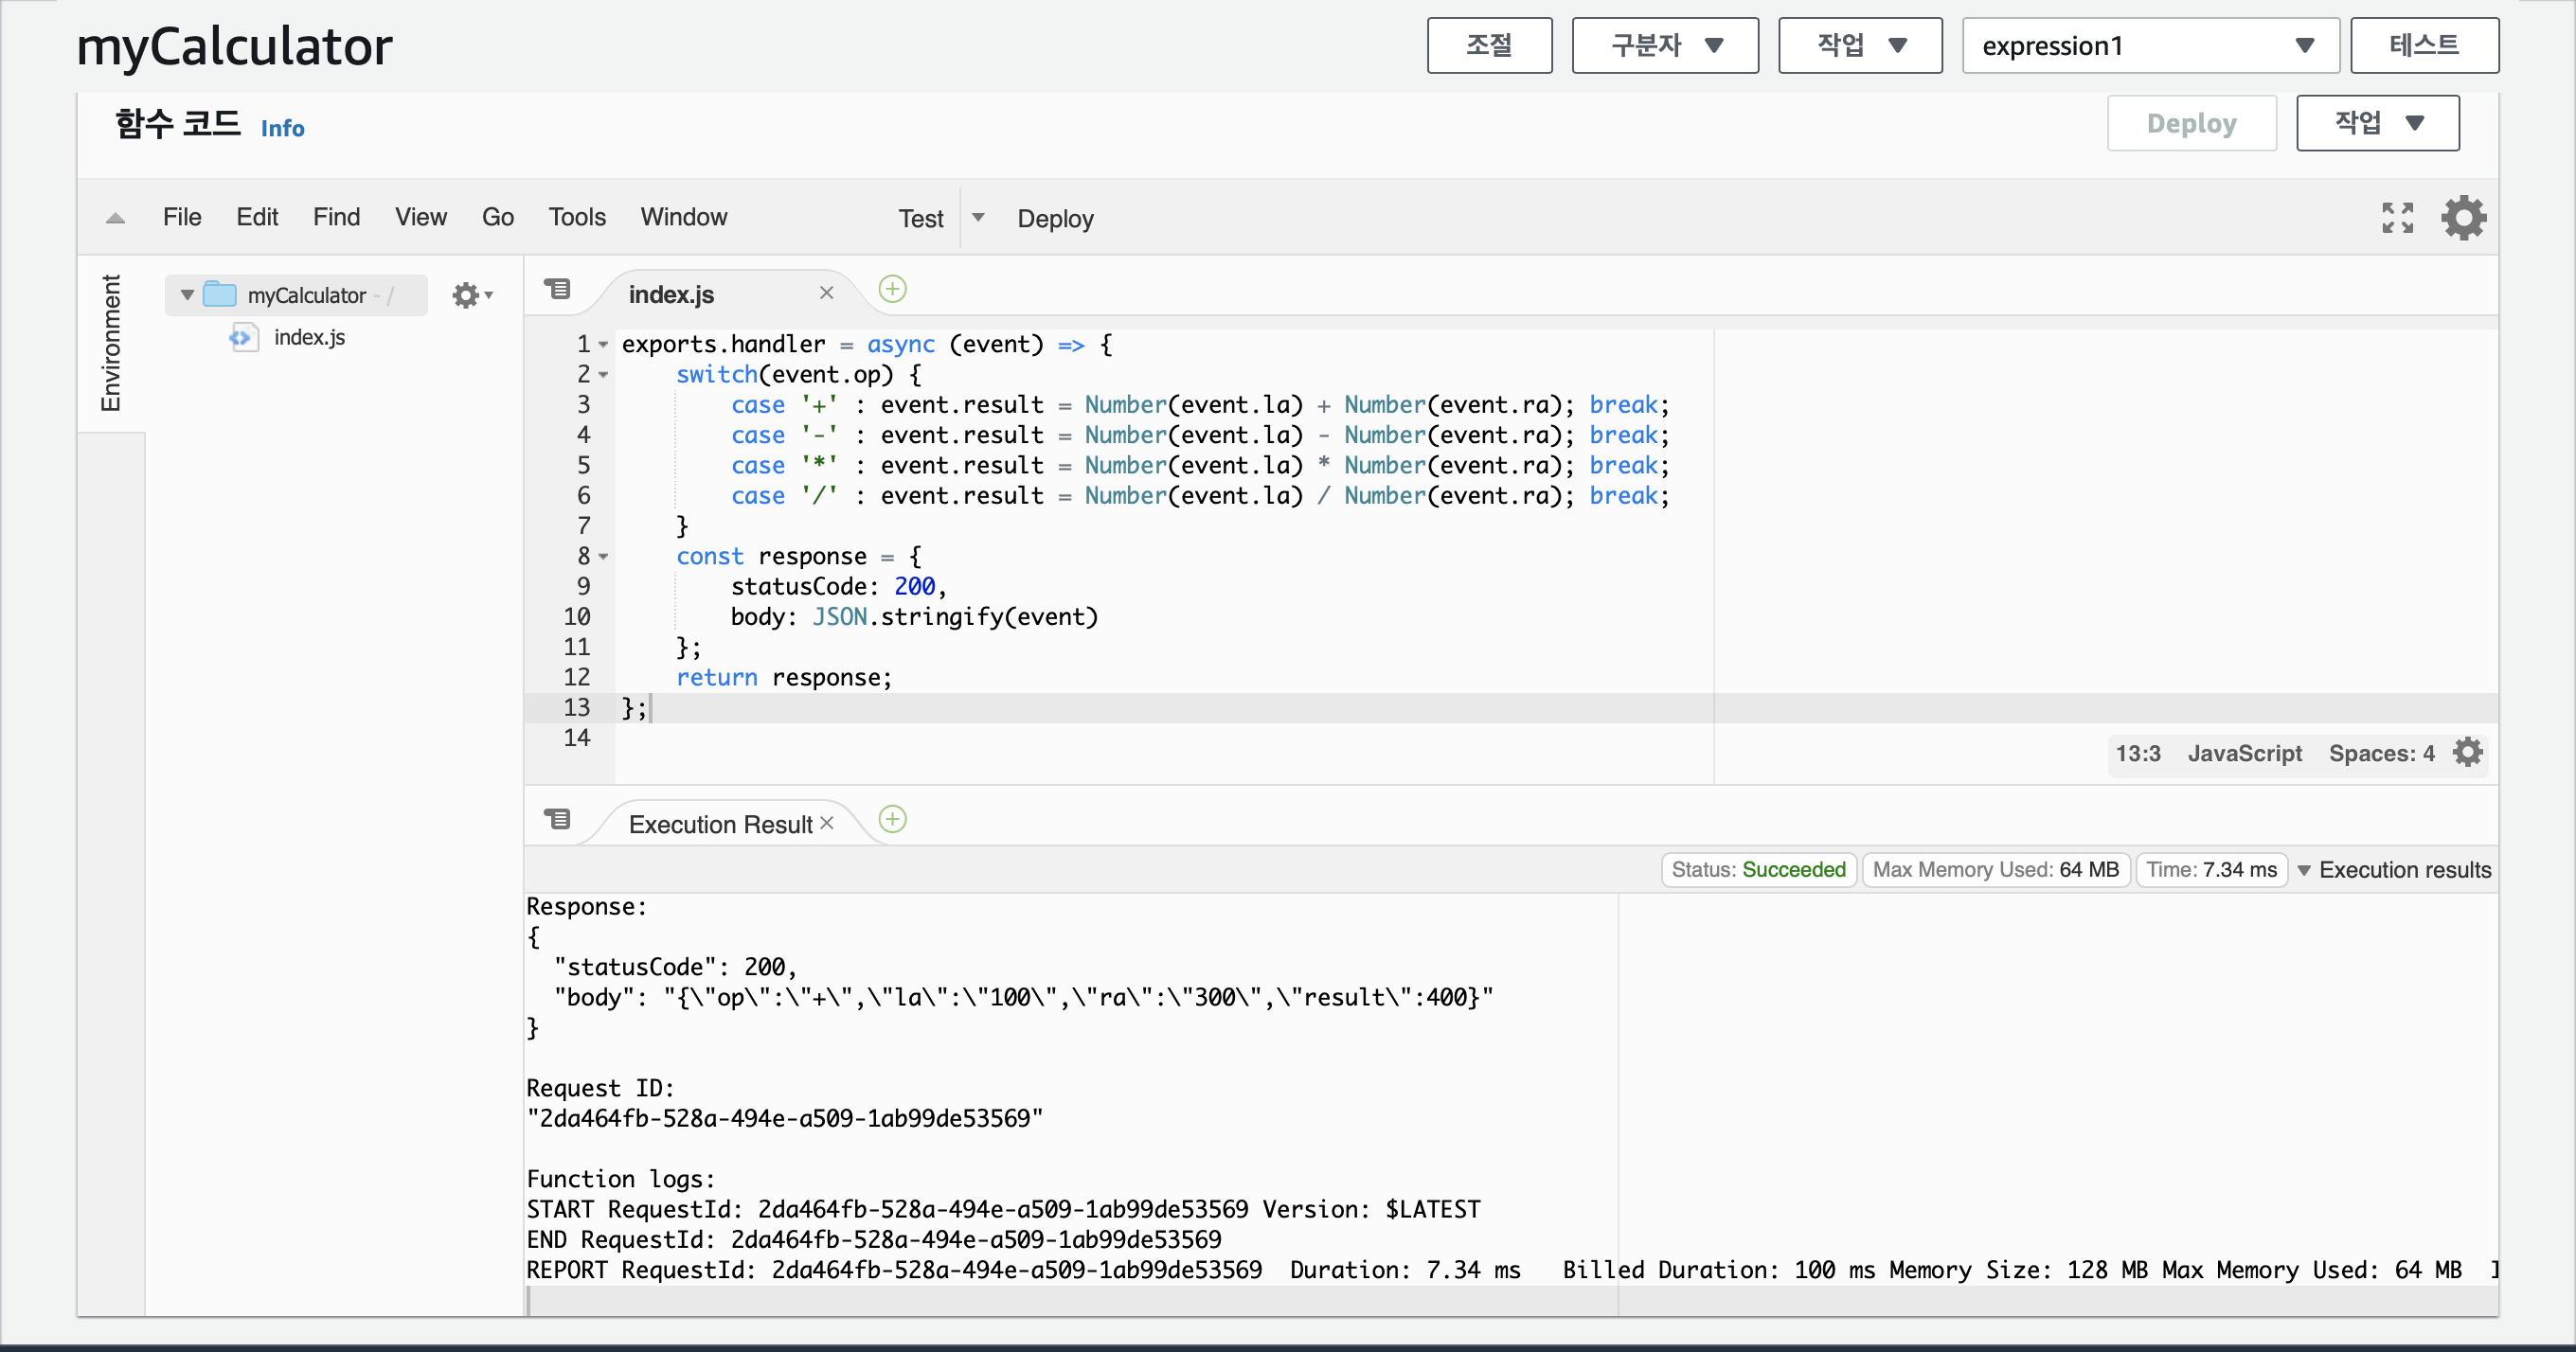 myCalculator
조절
구분자
작업
expression1
테스트
함수 코드 Info
Deploy
작업
File Edit Find View Go Tools Window Test Deploy
Environment
myCalculator - /
index.js
index.js
1 exports.handler = async (event) => {
2 switch(event.op) {
3 case '+' : event.result = Number(event.la) + Number(event.ra); break;
4 case '-' : event.result = Number(event.la) - Number(event.ra); break;
5 case '*' : event.result = Number(event.la) * Number(event.ra); break;
6 case '/' : event.result = Number(event.la) / Number(event.ra); break;
7 }
8 const response = {
9 statusCode: 200,
10 body: JSON.stringify(event)
11 };
12 return response;
13 };
14
13:3 JavaScript Spaces: 4
Execution Result
Status: Succeeded Max Memory Used: 64 MB Time: 7.34 ms Execution results
Response:
{
"statusCode": 200,
"body": "{\"op\":\"+\",\"la\":\"100\",\"ra\":\"300\",\"result\":400}"
}
Request ID:
"2da464fb-528a-494e-a509-1ab99de53569"
Function logs:
START RequestId: 2da464fb-528a-494e-a509-1ab99de53569 Version: $LATEST
END RequestId: 2da464fb-528a-494e-a509-1ab99de53569
REPORT RequestId: 2da464fb-528a-494e-a509-1ab99de53569 Duration: 7.34 ms Billed Duration: 100 ms Memory Size: 128 MB Max Memory Used: 64 MB